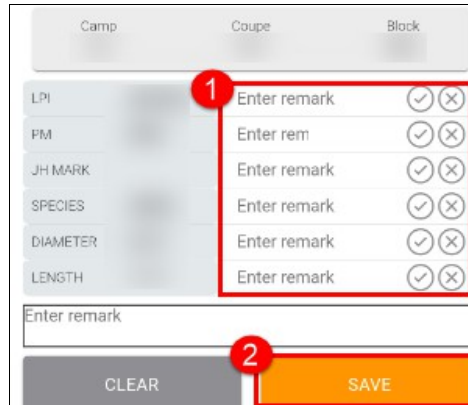 Camp Coupe Block
1
LPI Enter remark
PM Enter rem
JH MARK Enter remark
SPECIES Enter remark
DIAMETER Enter remark
LENGTH Enter remark
Enter remark
2
CLEAR SAVE